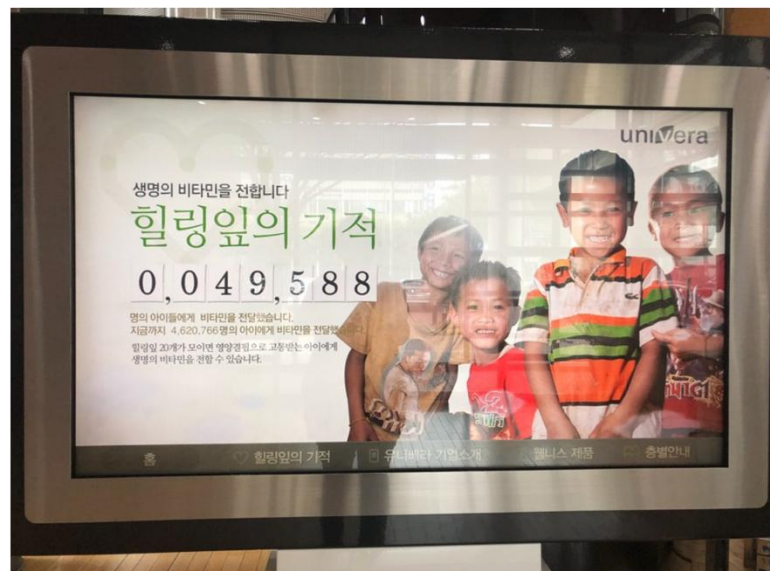 univera
생명의 비타민을 전합니다
힐링잎의 기적
0,049,588
명의 아이들에게 비타민을 전달했습니다.
지금까지 4,620,766명의 아이에게 비타민을 전달했
힐링잎 20개가 모이면 영양결핍으로 고통받는 아이에게
생명의 비타민을 전할 수 있습니다.
홈 힐링잎의 기적 유니베라 기업소개 웰니스 제품 층별안내